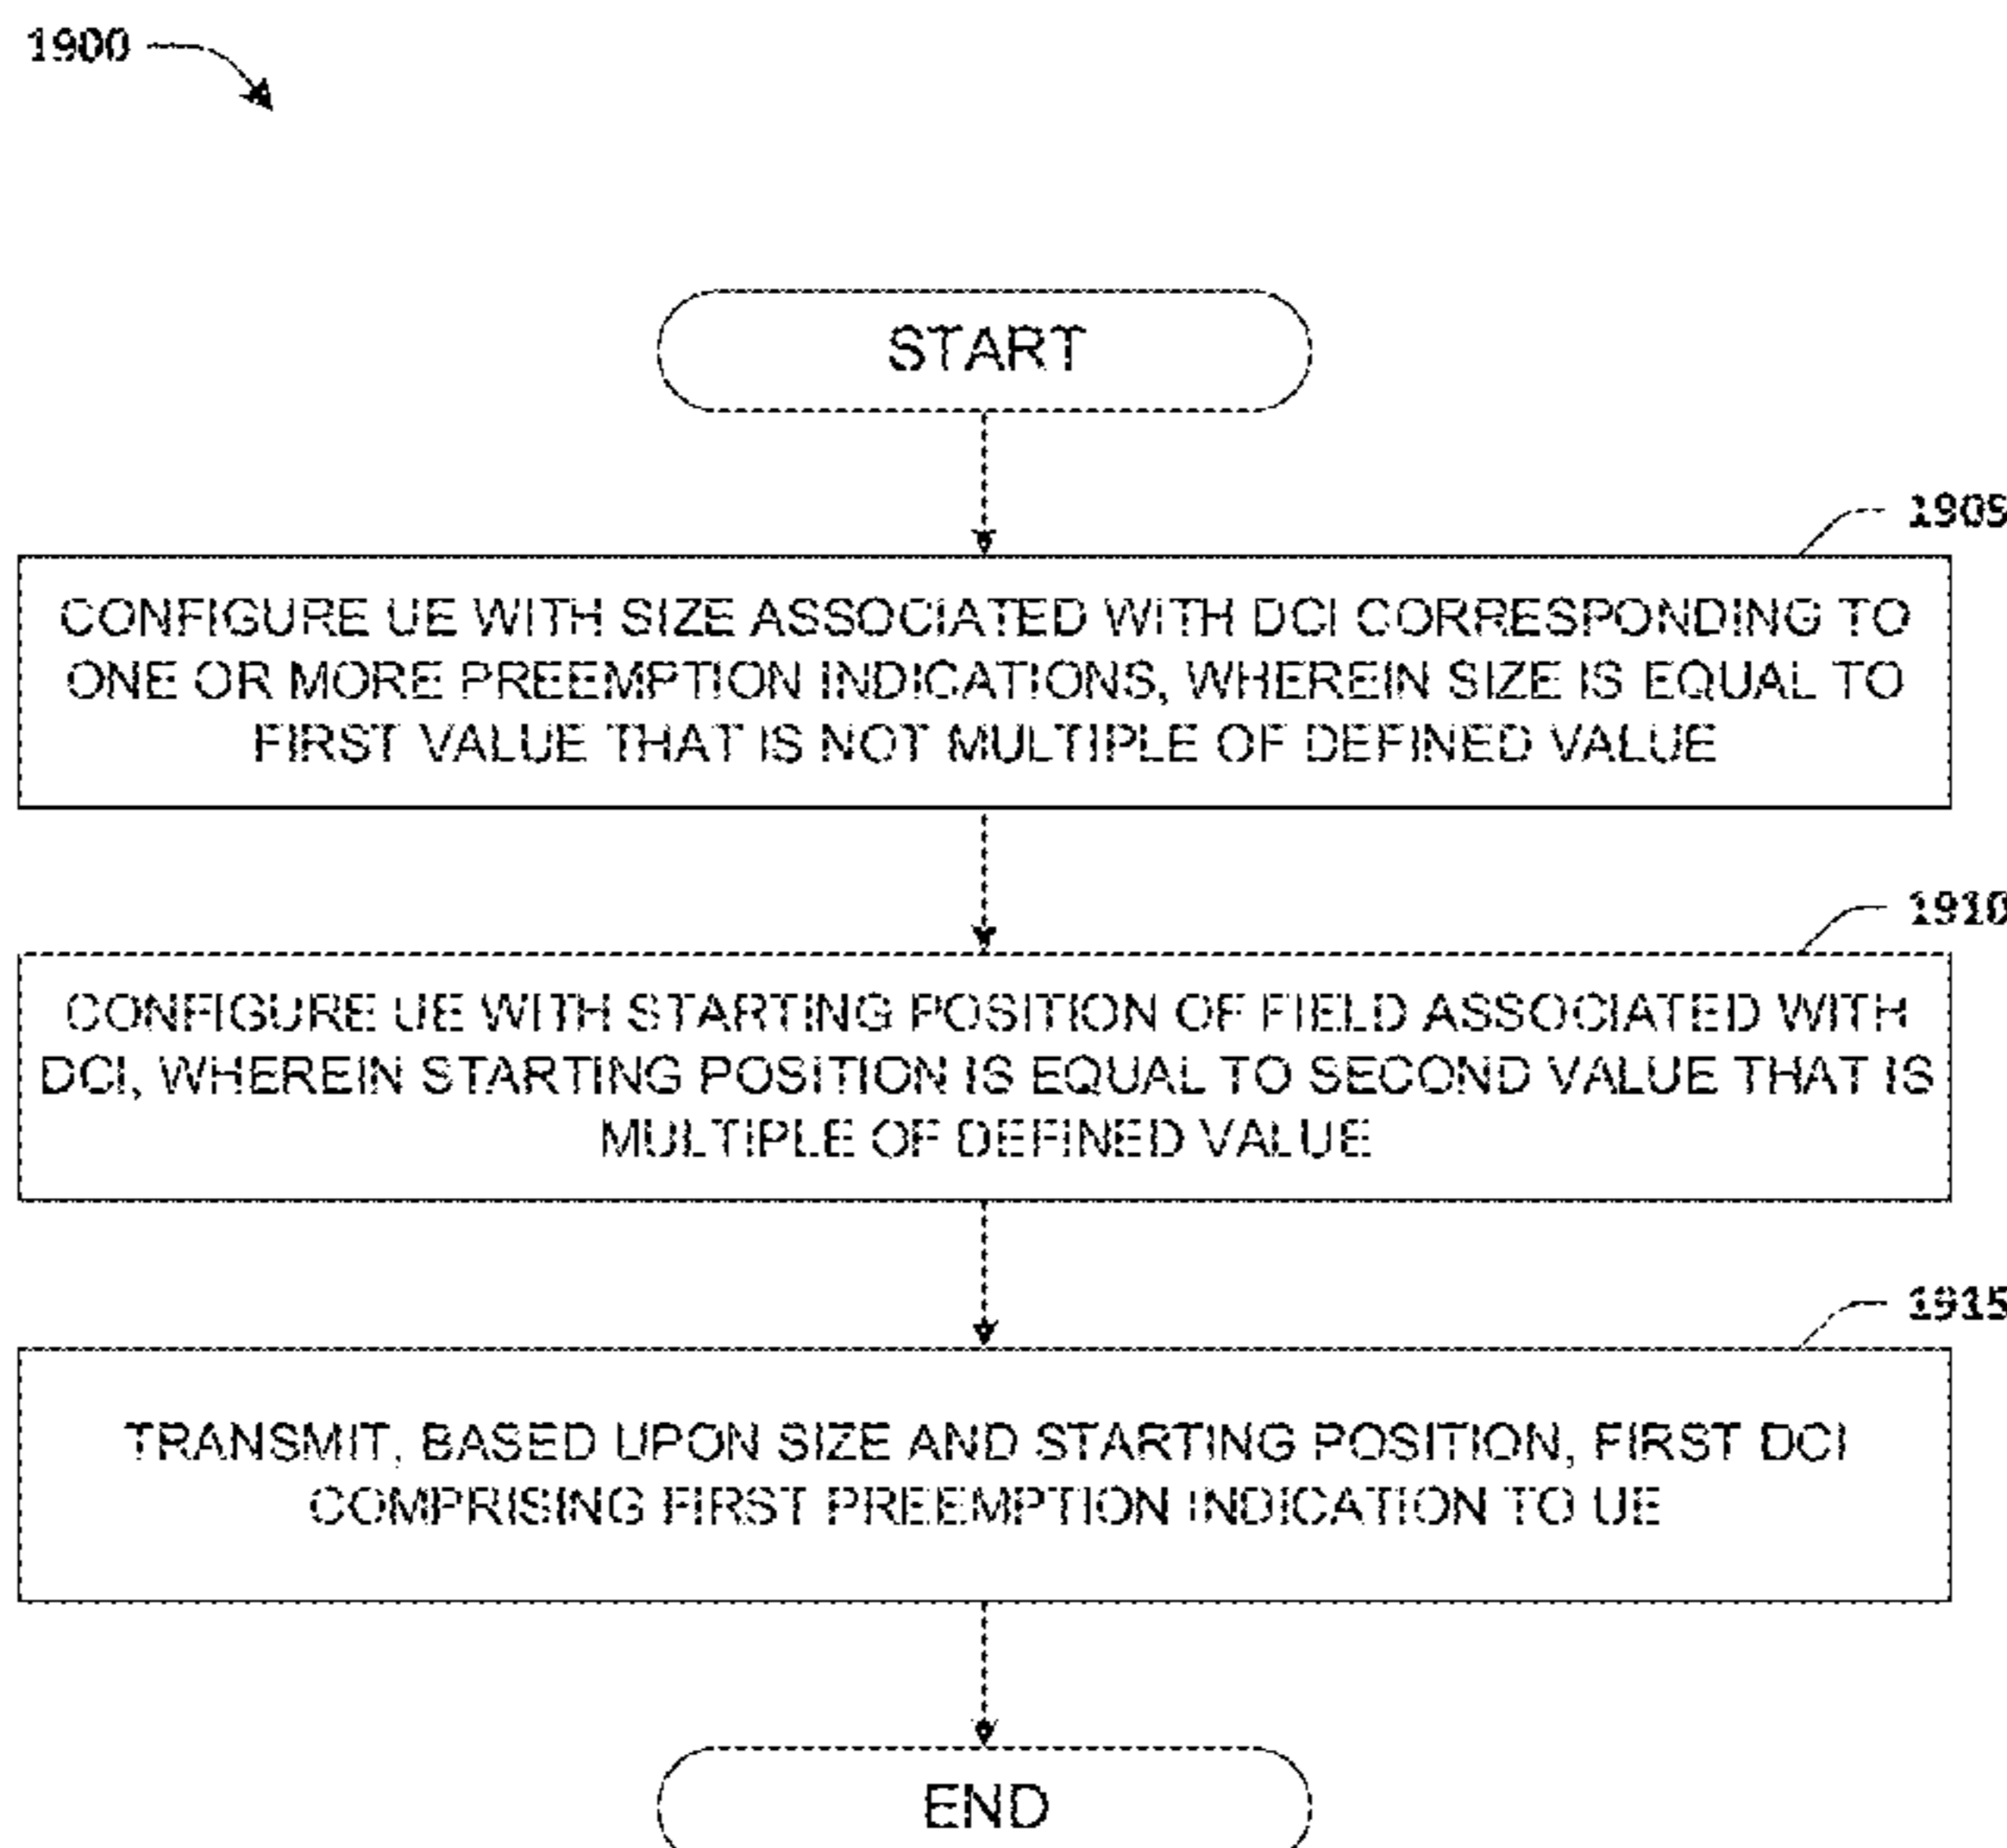 1900
START
1905
CONFIGURE UE WITH SIZE ASSOCIATED WITH DCI CORRESPONDING TO
ONE OR MORE PREEMPTION INDICATIONS, WHEREIN SIZE IS EQUAL TO
FIRST VALUE THAT IS NOT MULTIPLE OF DEFINED VALUE
1910
CONFIGURE UE WITH STARTING POSITION OF FIELD ASSOCIATED WITH
DCI, WHEREIN STARTING POSITION IS EQUAL TO SECOND VALUE THAT IS
MULTIPLE OF DEFINED VALUE
1915
TRANSMIT, BASED UPON SIZE AND STARTING POSITION, FIRST DCI
COMPRISING FIRST PREEMPTION INDICATION TO UE
END